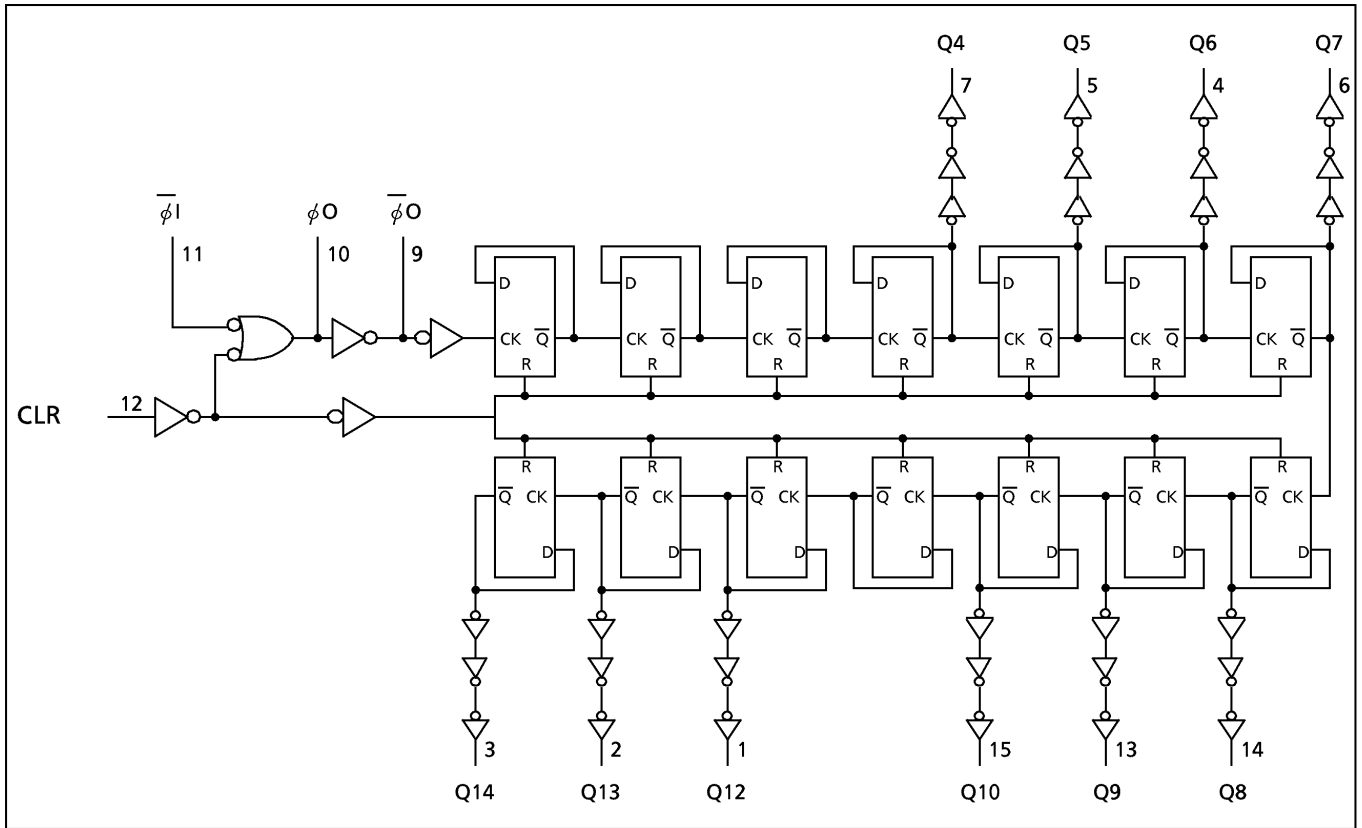 Q4 Q5 Q6 Q7
7 5 4 6
φ̅I φO φ̅O
11 10 9
D D D D D D D
CK Q̅ CK Q̅ CK Q̅ CK Q̅ CK Q̅ CK Q̅ CK Q̅
R R R R R R R
CLR 12
R R R R R R R
Q̅ CK Q̅ CK Q̅ CK Q̅ CK Q̅ CK Q̅ CK Q̅ CK
D D D D D D D
3 2 1 15 13 14
Q14 Q13 Q12 Q10 Q9 Q8